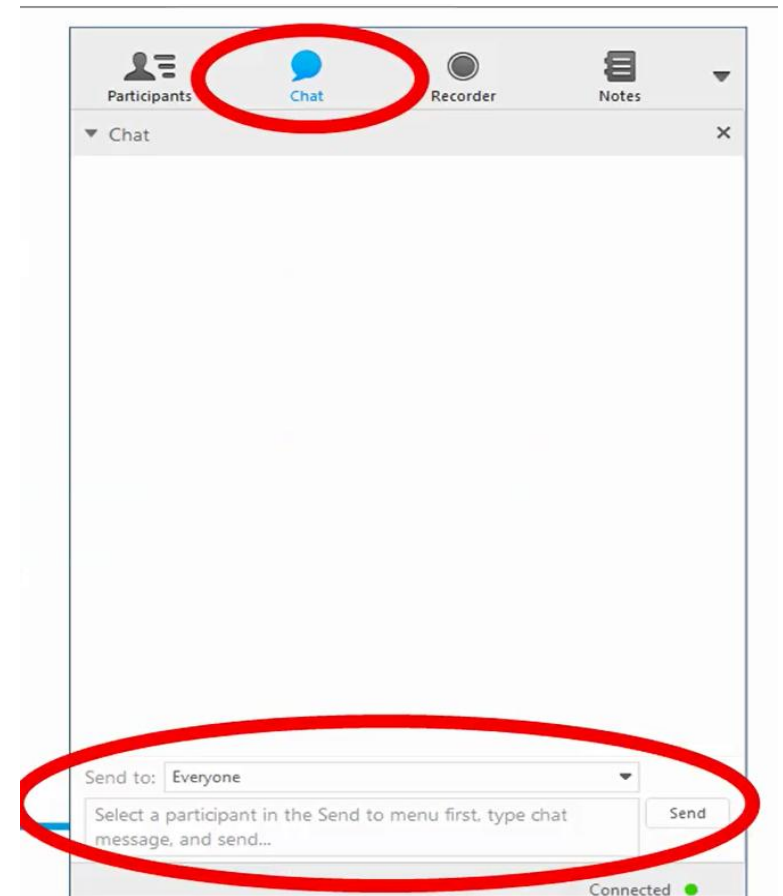 Participants Chat Recorder Notes
Chat
Send to: Everyone
Select a participant in the Send to menu first, type chat
message, and send...
Send
Connected